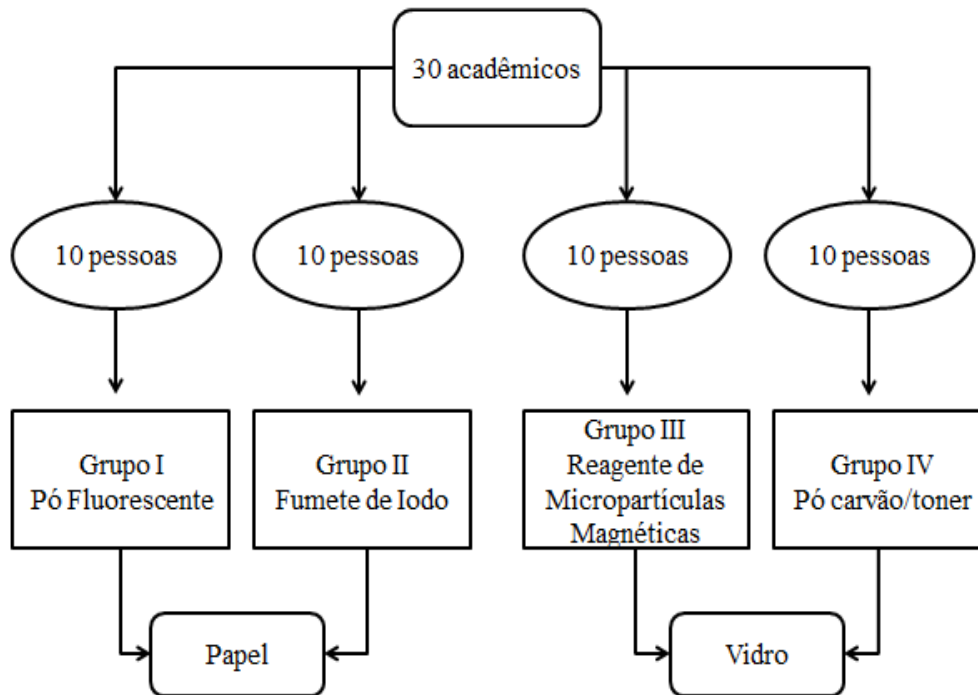 30 acadêmicos
10 pessoas
10 pessoas
10 pessoas
10 pessoas
Grupo I
Pó Fluorescente
Grupo II
Fumete de Iodo
Grupo III
Reagente de
Micropartículas
Magnéticas
Grupo IV
Pó carvão/toner
Papel
Vidro